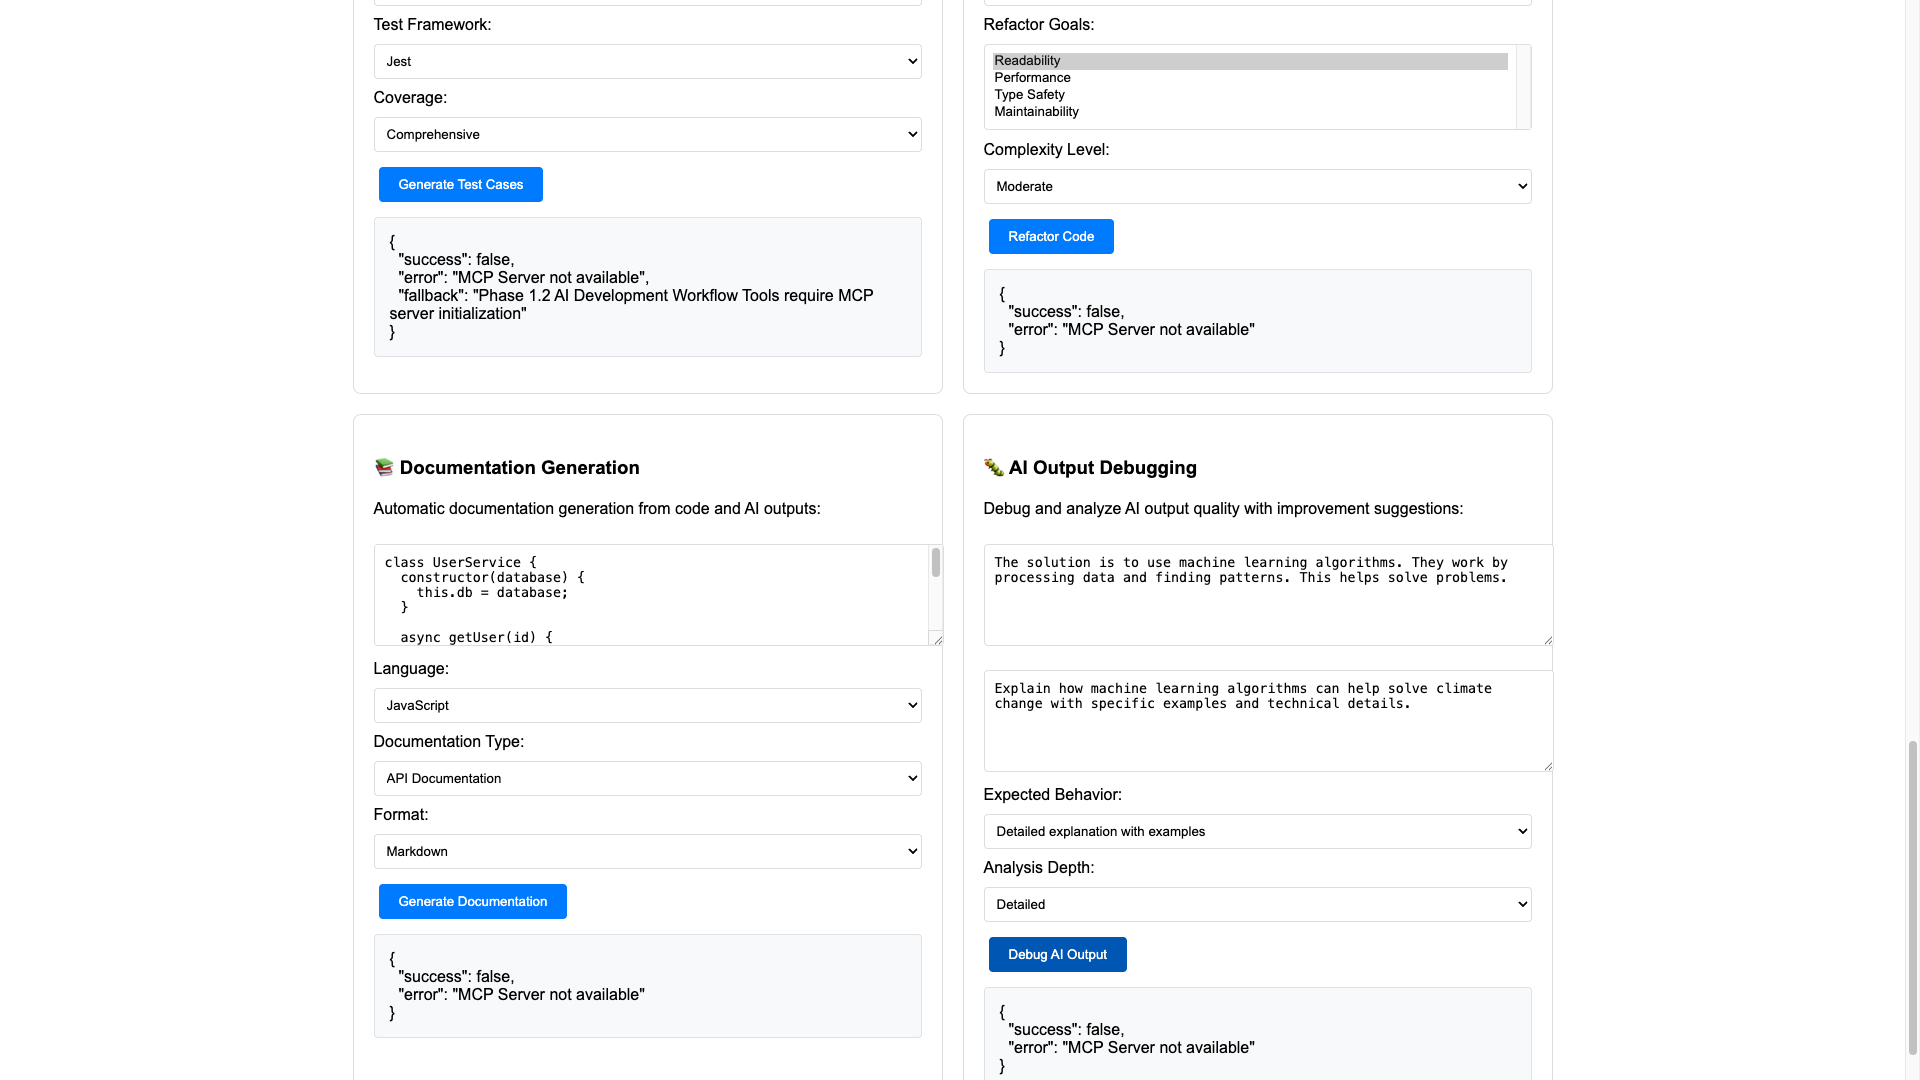 Test Framework:
Jest
Coverage:
Comprehensive
Generate Test Cases
{
  "success": false,
  "error": "MCP Server not available",
  "fallback": "Phase 1.2 AI Development Workflow Tools require MCP
server initialization"
}
Refactor Goals:
Readability
Performance
Type Safety
Maintainability
Complexity Level:
Moderate
Refactor Code
{
  "success": false,
  "error": "MCP Server not available"
}
📚 Documentation Generation
Automatic documentation generation from code and AI outputs:
class UserService {
  constructor(database) {
    this.db = database;
  }
  async getUser(id) {
Language:
JavaScript
Documentation Type:
API Documentation
Format:
Markdown
Generate Documentation
{
  "success": false,
  "error": "MCP Server not available"
}
🐛 AI Output Debugging
Debug and analyze AI output quality with improvement suggestions:
The solution is to use machine learning algorithms. They work by
processing data and finding patterns. This helps solve problems.
Explain how machine learning algorithms can help solve climate
change with specific examples and technical details.
Expected Behavior:
Detailed explanation with examples
Analysis Depth:
Detailed
Debug AI Output
{
  "success": false,
  "error": "MCP Server not available"
}